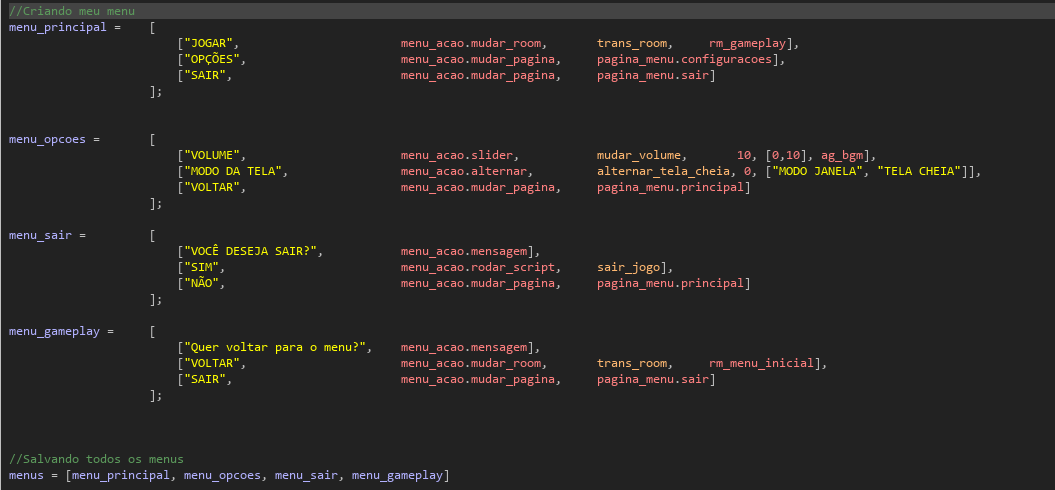 //Criando meu menu
menu_principal = [
["JOGAR", menu_acao.mudar_room, trans_room, rm_gameplay],
["OPÇÕES", menu_acao.mudar_pagina, pagina_menu.configuracoes],
["SAIR", menu_acao.mudar_pagina, pagina_menu.sair]
];
menu_opcoes = [
["VOLUME", menu_acao.slider, mudar_volume, 10, [0,10], ag_bgm],
["MODO DA TELA", menu_acao.alternar, alternar_tela_cheia, 0, ["MODO JANELA", "TELA CHEIA"]],
["VOLTAR", menu_acao.mudar_pagina, pagina_menu.principal]
];
menu_sair = [
["VOCÊ DESEJA SAIR?", menu_acao.mensagem],
["SIM", menu_acao.rodar_script, sair_jogo],
["NÃO", menu_acao.mudar_pagina, pagina_menu.principal]
];
menu_gameplay = [
["Quer voltar para o menu?", menu_acao.mensagem],
["VOLTAR", menu_acao.mudar_room, trans_room, rm_menu_inicial],
["SAIR", menu_acao.mudar_pagina, pagina_menu.sair]
];
//Salvando todos os menus
menus = [menu_principal, menu_opcoes, menu_sair, menu_gameplay]